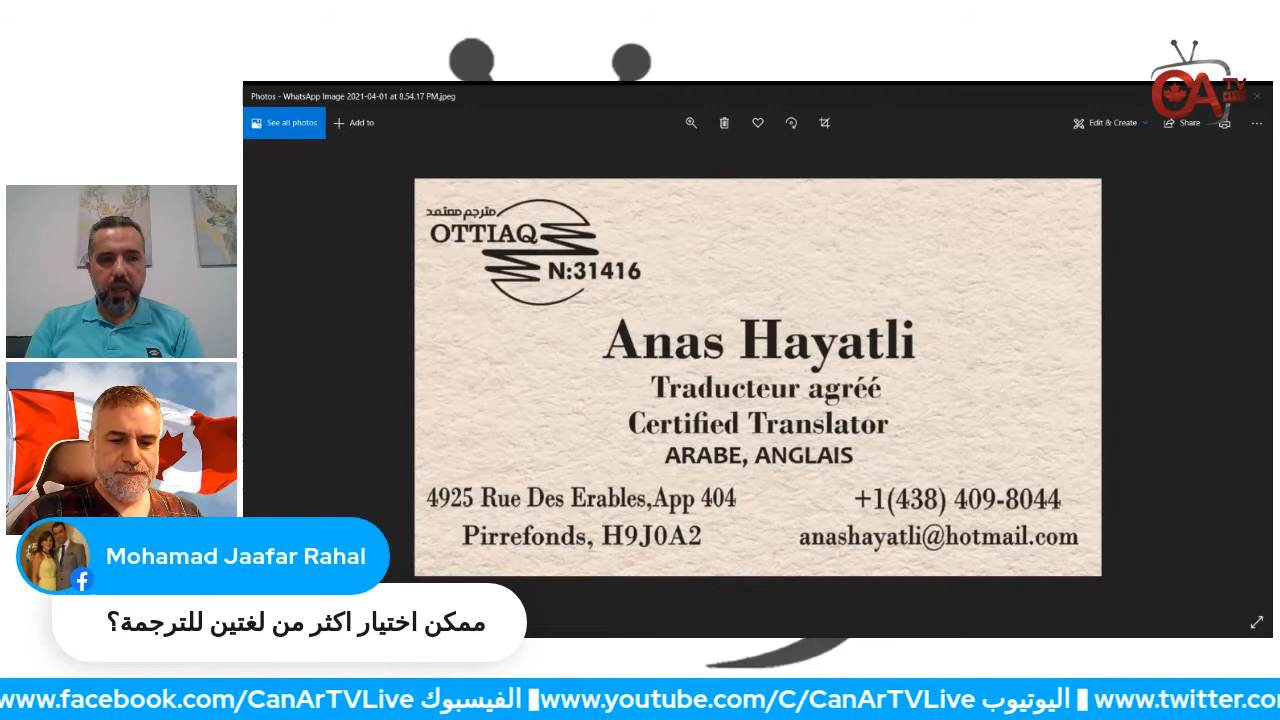 Photos - WhatsApp Image 2021-04-01 at 8.54.17 PM.jpeg
See all photos
Add to
Edit & Create
Share
CA TV
مترجم معتمد
OTTIAQ
N:31416
Anas Hayatli
Traducteur agréé
Certified Translator
ARABE, ANGLAIS
4925 Rue Des Erables,App 404
+1(438) 409-8044
Pirrefonds, H9J0A2
anashayatli@hotmail.com
Mohamad Jaafar Rahal
ممكن اختيار اكثر من لغتين للترجمة؟
www.facebook.com/CanArTVLive الفيسبوك www.youtube.com/C/CanArTVLive اليوتيوب www.twitter.co